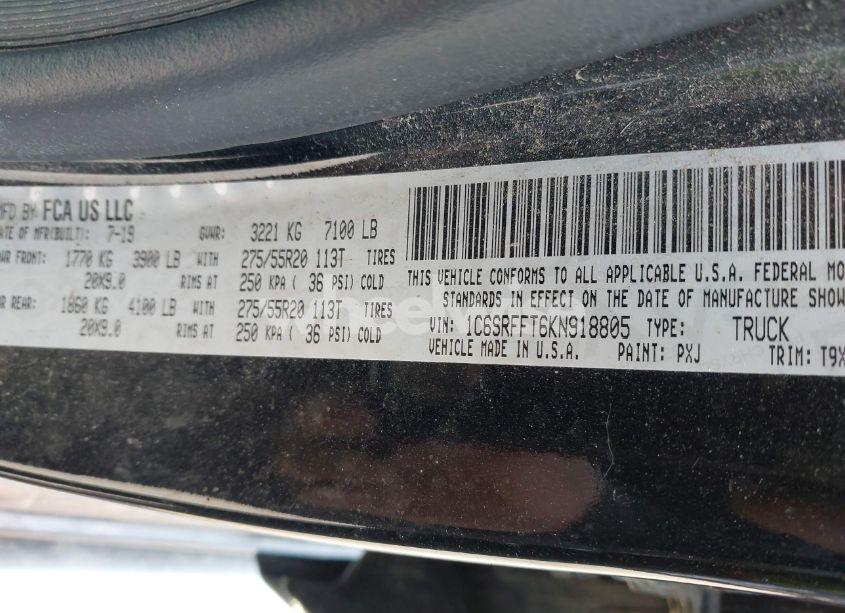 MFD BY FCA US LLC
DATE OF MFR(BUILT): 7-19 GVWR: 3221 KG 7100 LB
FRONT: 1770 KG 3900 LB WITH 275/55R20 113T TIRES
20X9.0 RIMS AT 250 KPA ( 36 PSI) COLD
REAR: 1860 KG 4100 LB WITH 275/55R20 113T TIRES
20X9.0 RIMS AT 250 KPA ( 36 PSI) COLD
THIS VEHICLE CONFORMS TO ALL APPLICABLE U.S.A. FEDERAL MO
STANDARDS IN EFFECT ON THE DATE OF MANUFACTURE SHOW
VIN: 1C6SRFFT6KN918805 TYPE: TRUCK
VEHICLE MADE IN U.S.A. PAINT: PXJ TRIM: T9X